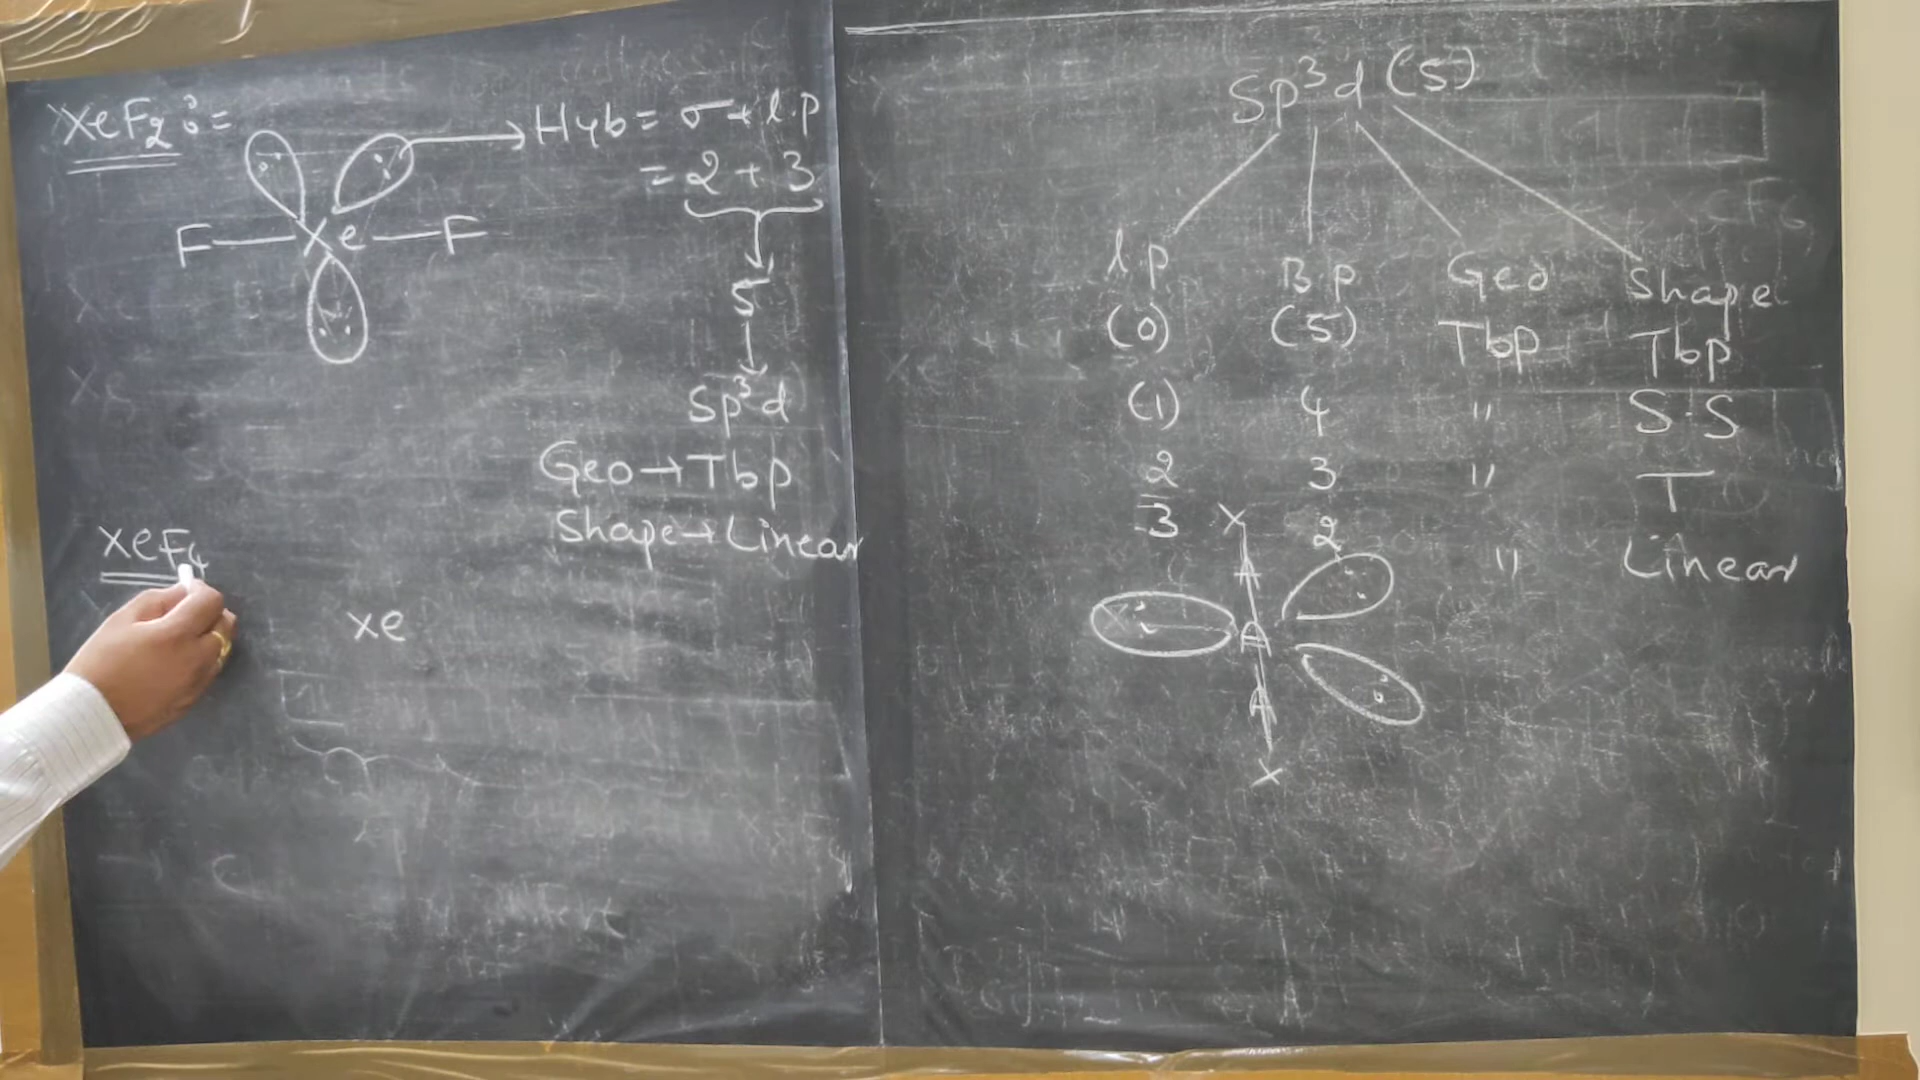 XeF2 :=
Hyb = σ + l.p
= 2 + 3
F — Xe — F
5
Sp³d
Geo → Tbp
Shape → Linear
XeF4
Xe
Sp³d (5)
l.p B.p Geo Shape
(0) (5) Tbp Tbp
(1) 4 " S.S
2 3 " T
3 2 " Linear
X
A
A
A
X